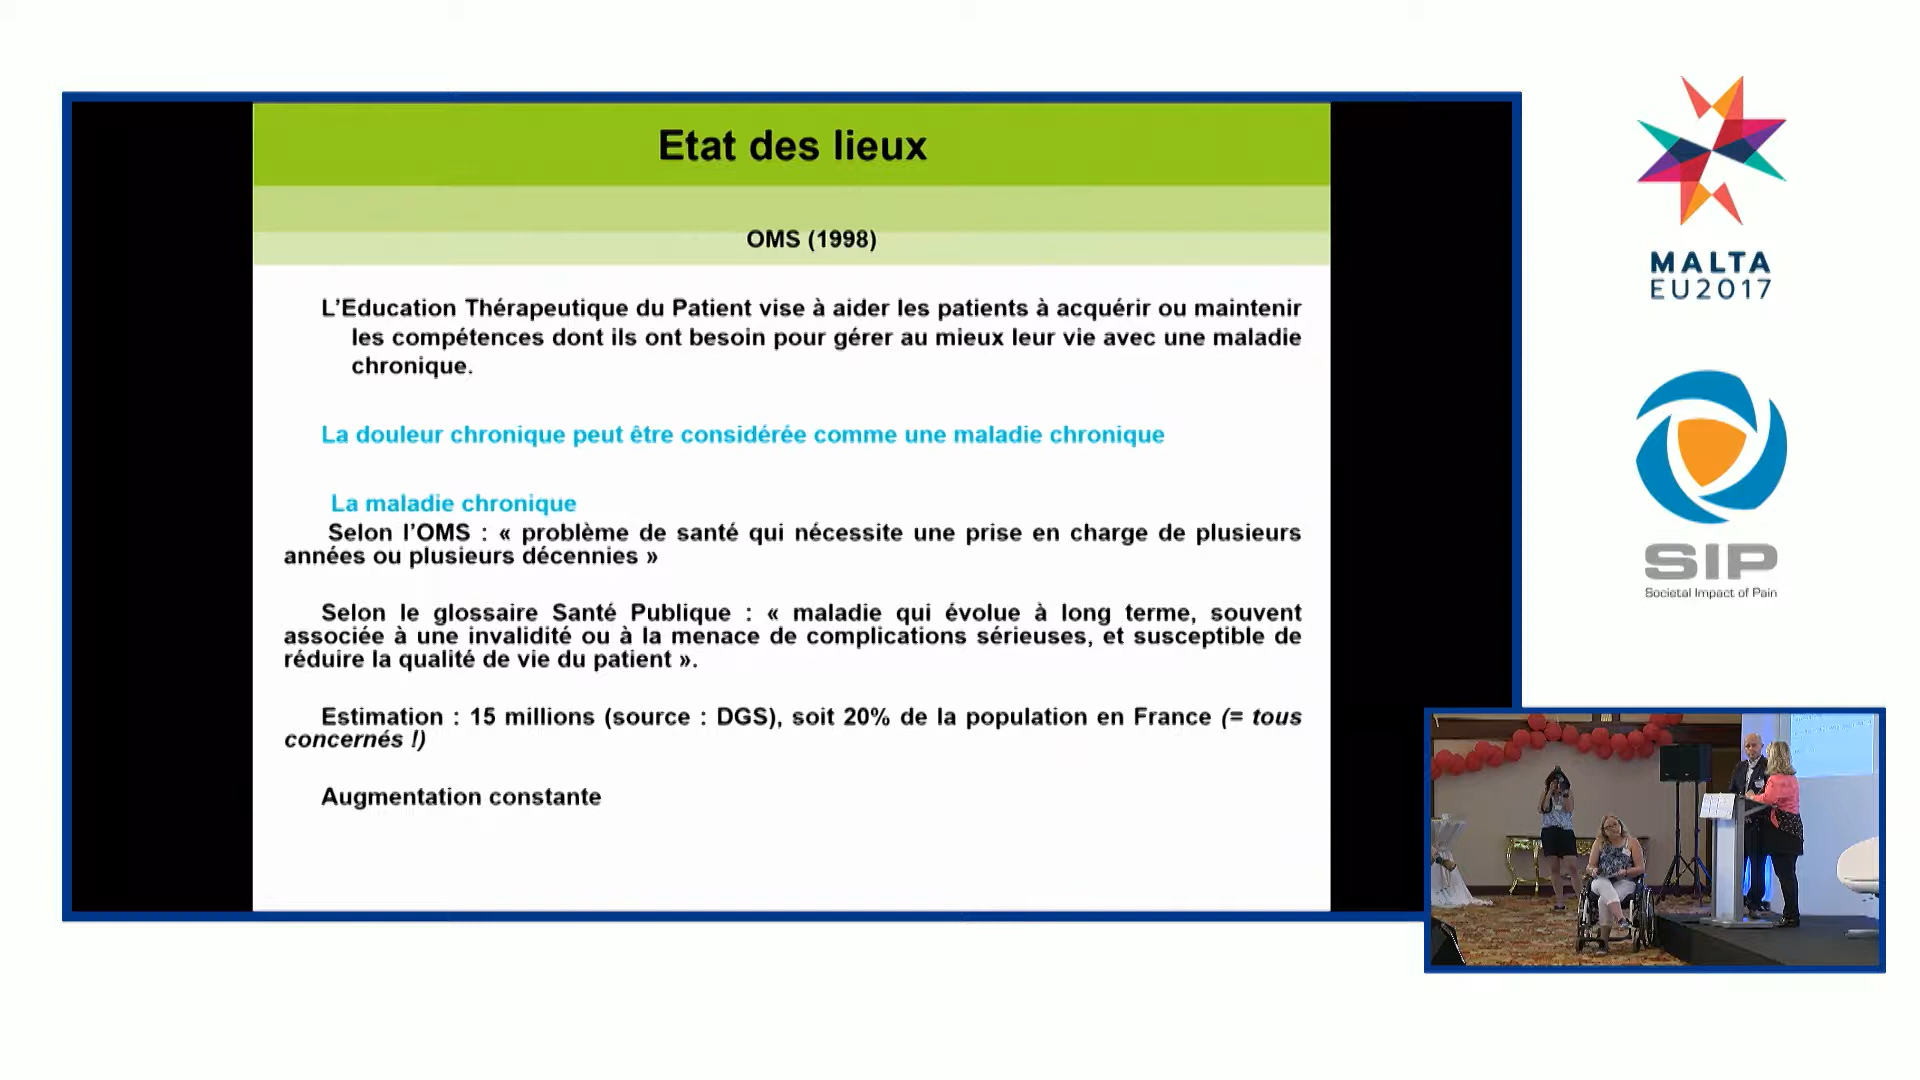 Etat des lieux
OMS (1998)
L’Education Thérapeutique du Patient vise à aider les patients à acquérir ou maintenir
les compétences dont ils ont besoin pour gérer au mieux leur vie avec une maladie
chronique.
La douleur chronique peut être considérée comme une maladie chronique
La maladie chronique
Selon l’OMS : « problème de santé qui nécessite une prise en charge de plusieurs
années ou plusieurs décennies »
Selon le glossaire Santé Publique : « maladie qui évolue à long terme, souvent
associée à une invalidité ou à la menace de complications sérieuses, et susceptible de
réduire la qualité de vie du patient ».
Estimation : 15 millions (source : DGS), soit 20% de la population en France (= tous
concernés !)
Augmentation constante
MALTA
EU2017
SIP
Societal Impact of Pain